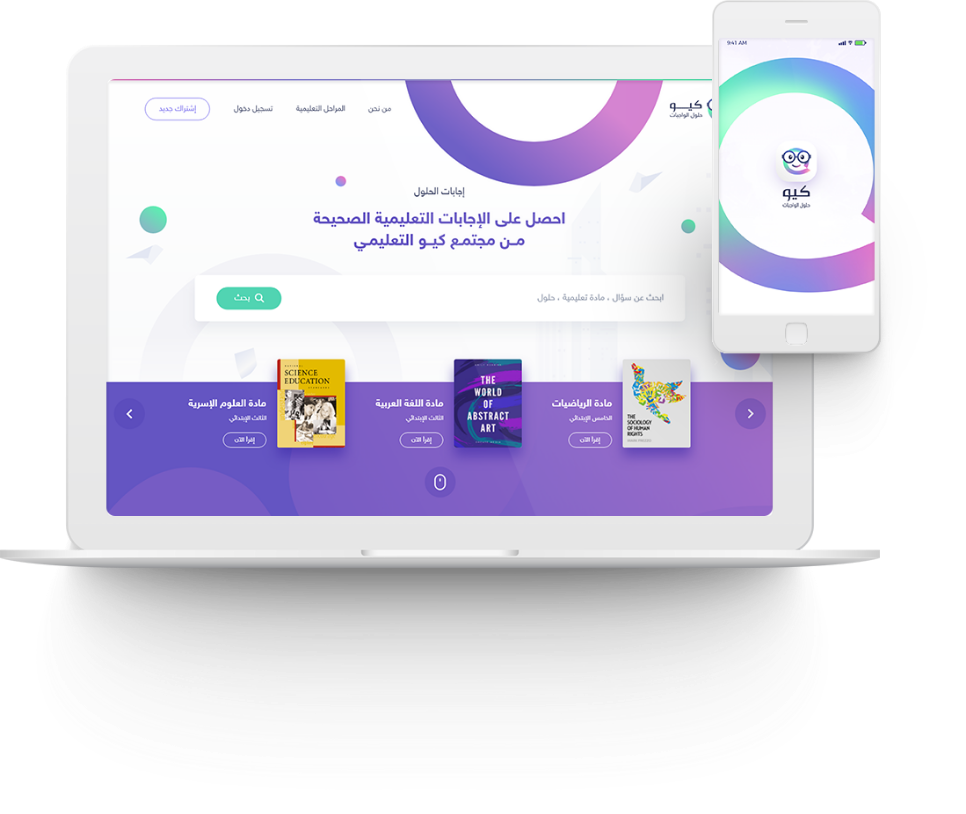 كيـــو
حلول الواجبات
من نحن
المراحل التعليمية
تسجيل دخول
إشتراك جديد
إجابات الحلول
احصل على الإجابات التعليمية الصحيحة
مـن مجتمـع كيـو التعليمـي
ابحث عن سؤال ، مادة تعليمية ، حلول
بحث
THE
SOCIOLOGY
OF HUMAN
RIGHTS
مادة الرياضيات
الخامس الإبتدائي
إقرأ الآن
THE
WORLD
OF
ABSTRACT
ART
مادة اللغة العربية
الثالث الإبتدائي
إقرأ الآن
SCIENCE
EDUCATION
مادة العلوم الإسرية
الثالث الإبتدائي
إقرأ الآن
9:41 AM
كيو
حلول الواجبات